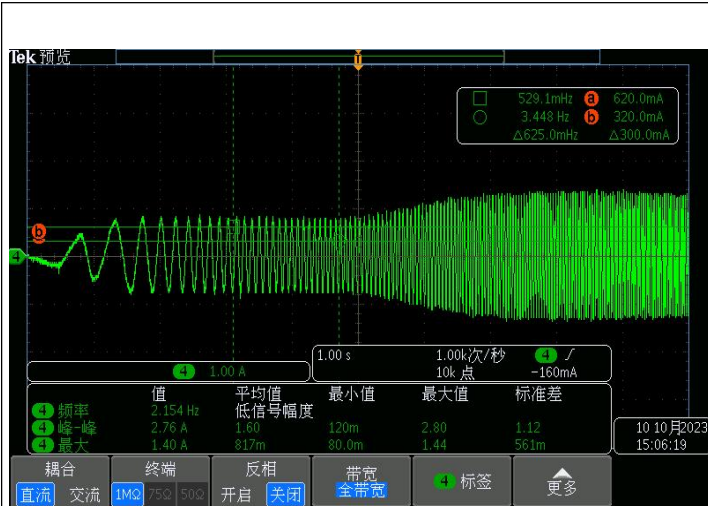 Tek 预览
U
529.1mHz a 620.0mA
3.448 Hz b 320.0mA
△625.0mHz △300.0mA
b
4
4 1.00 A
1.00 s 1.00k次/秒 4
10k 点 -160mA
值 平均值 最小值 最大值 标准差
4 频率 2.154 Hz 低信号幅度
4 峰-峰 2.76 A 1.60 120m 2.80 1.12
4 最大 1.40 A 817m 80.0m 1.44 561m
10 10月2023
15:06:19
耦合 终端 反相 带宽 4 标签 更多
直流 交流 1MΩ 75Ω 50Ω 开启 关闭 全带宽